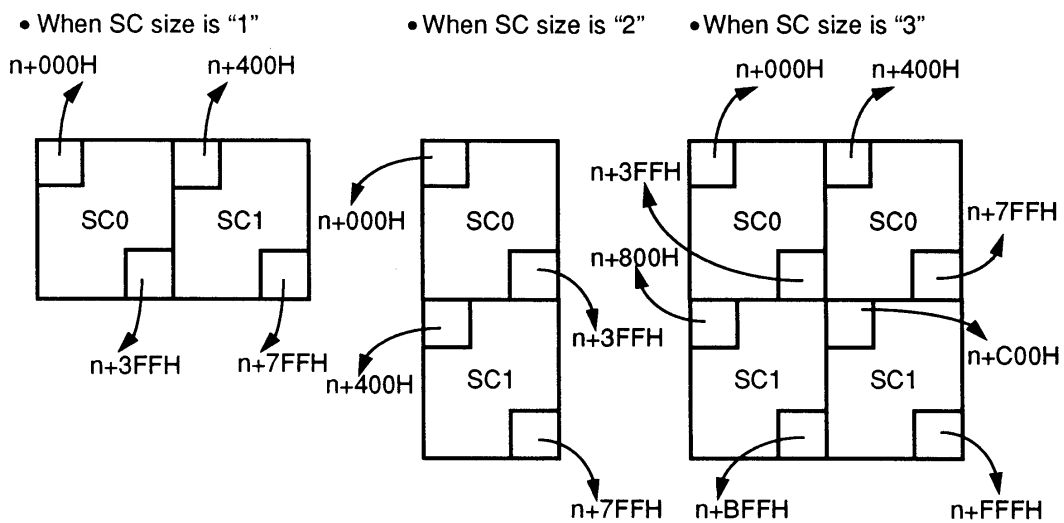 • When SC size is “1”
n+000H
n+400H
SC0
SC1
n+3FFH
n+7FFH
• When SC size is “2”
n+000H
SC0
n+3FFH
n+400H
SC1
n+7FFH
• When SC size is “3”
n+000H
n+400H
n+3FFH
SC0
SC0
n+7FFH
n+800H
n+C00H
SC1
SC1
n+BFFH
n+FFFH